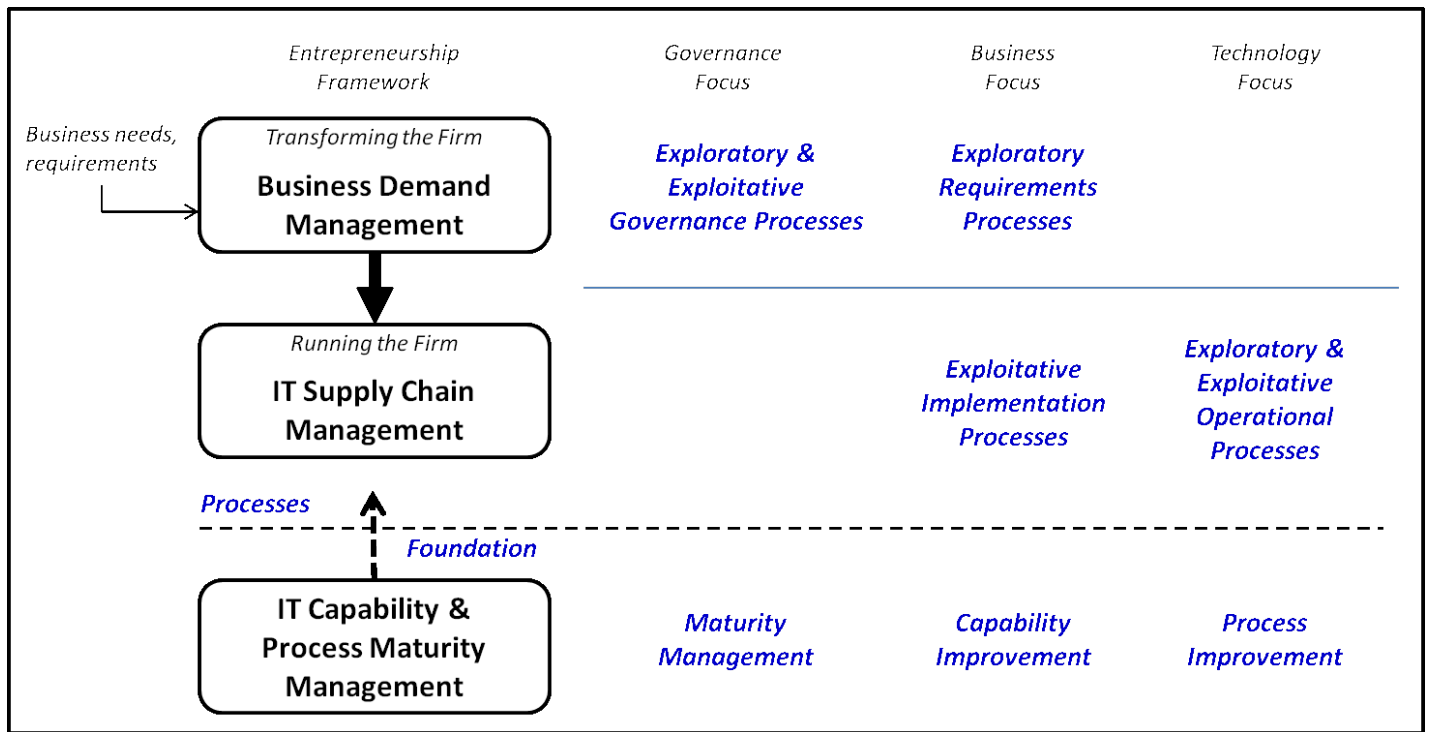 Entrepreneurship
Framework
Governance
Focus
Business
Focus
Technology
Focus
Business needs,
requirements
Transforming the Firm
Business Demand
Management
Exploratory &
Exploitative
Governance Processes
Exploratory
Requirements
Processes
Running the Firm
IT Supply Chain
Management
Exploitative
Implementation
Processes
Exploratory &
Exploitative
Operational
Processes
Processes
Foundation
IT Capability &
Process Maturity
Management
Maturity
Management
Capability
Improvement
Process
Improvement